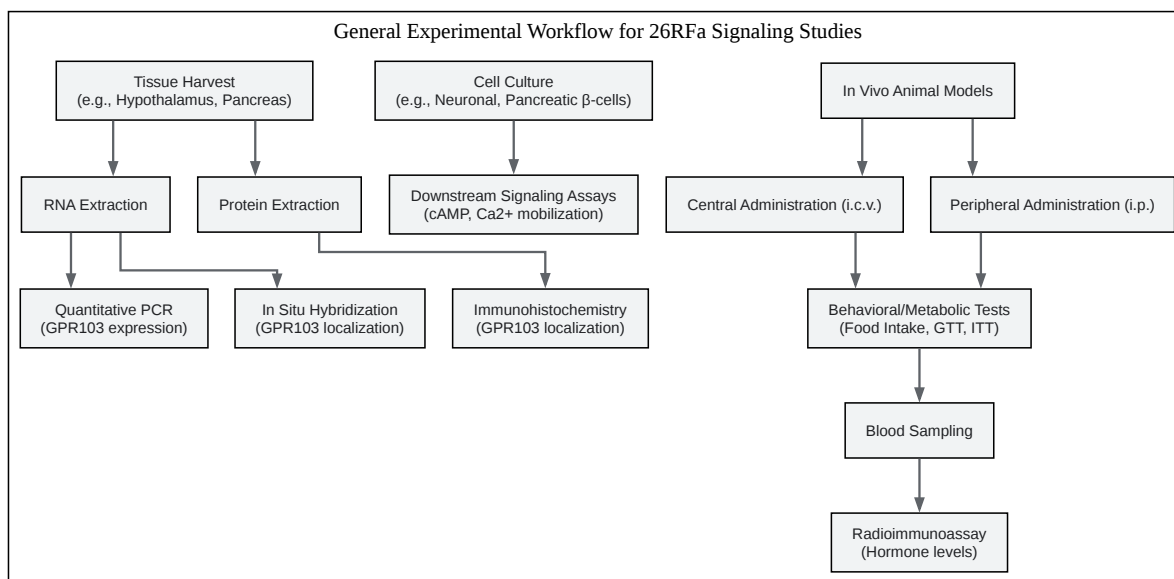 General Experimental Workflow for 26RFa Signaling Studies
Tissue Harvest
(e.g., Hypothalamus, Pancreas)
Cell Culture
(e.g., Neuronal, Pancreatic β-cells)
In Vivo Animal Models
RNA Extraction
Protein Extraction
Downstream Signaling Assays
(cAMP, Ca2+ mobilization)
Central Administration (i.c.v.)
Peripheral Administration (i.p.)
Quantitative PCR
(GPR103 expression)
In Situ Hybridization
(GPR103 localization)
Immunohistochemistry
(GPR103 localization)
Behavioral/Metabolic Tests
(Food Intake, GTT, ITT)
Blood Sampling
Radioimmunoassay
(Hormone levels)